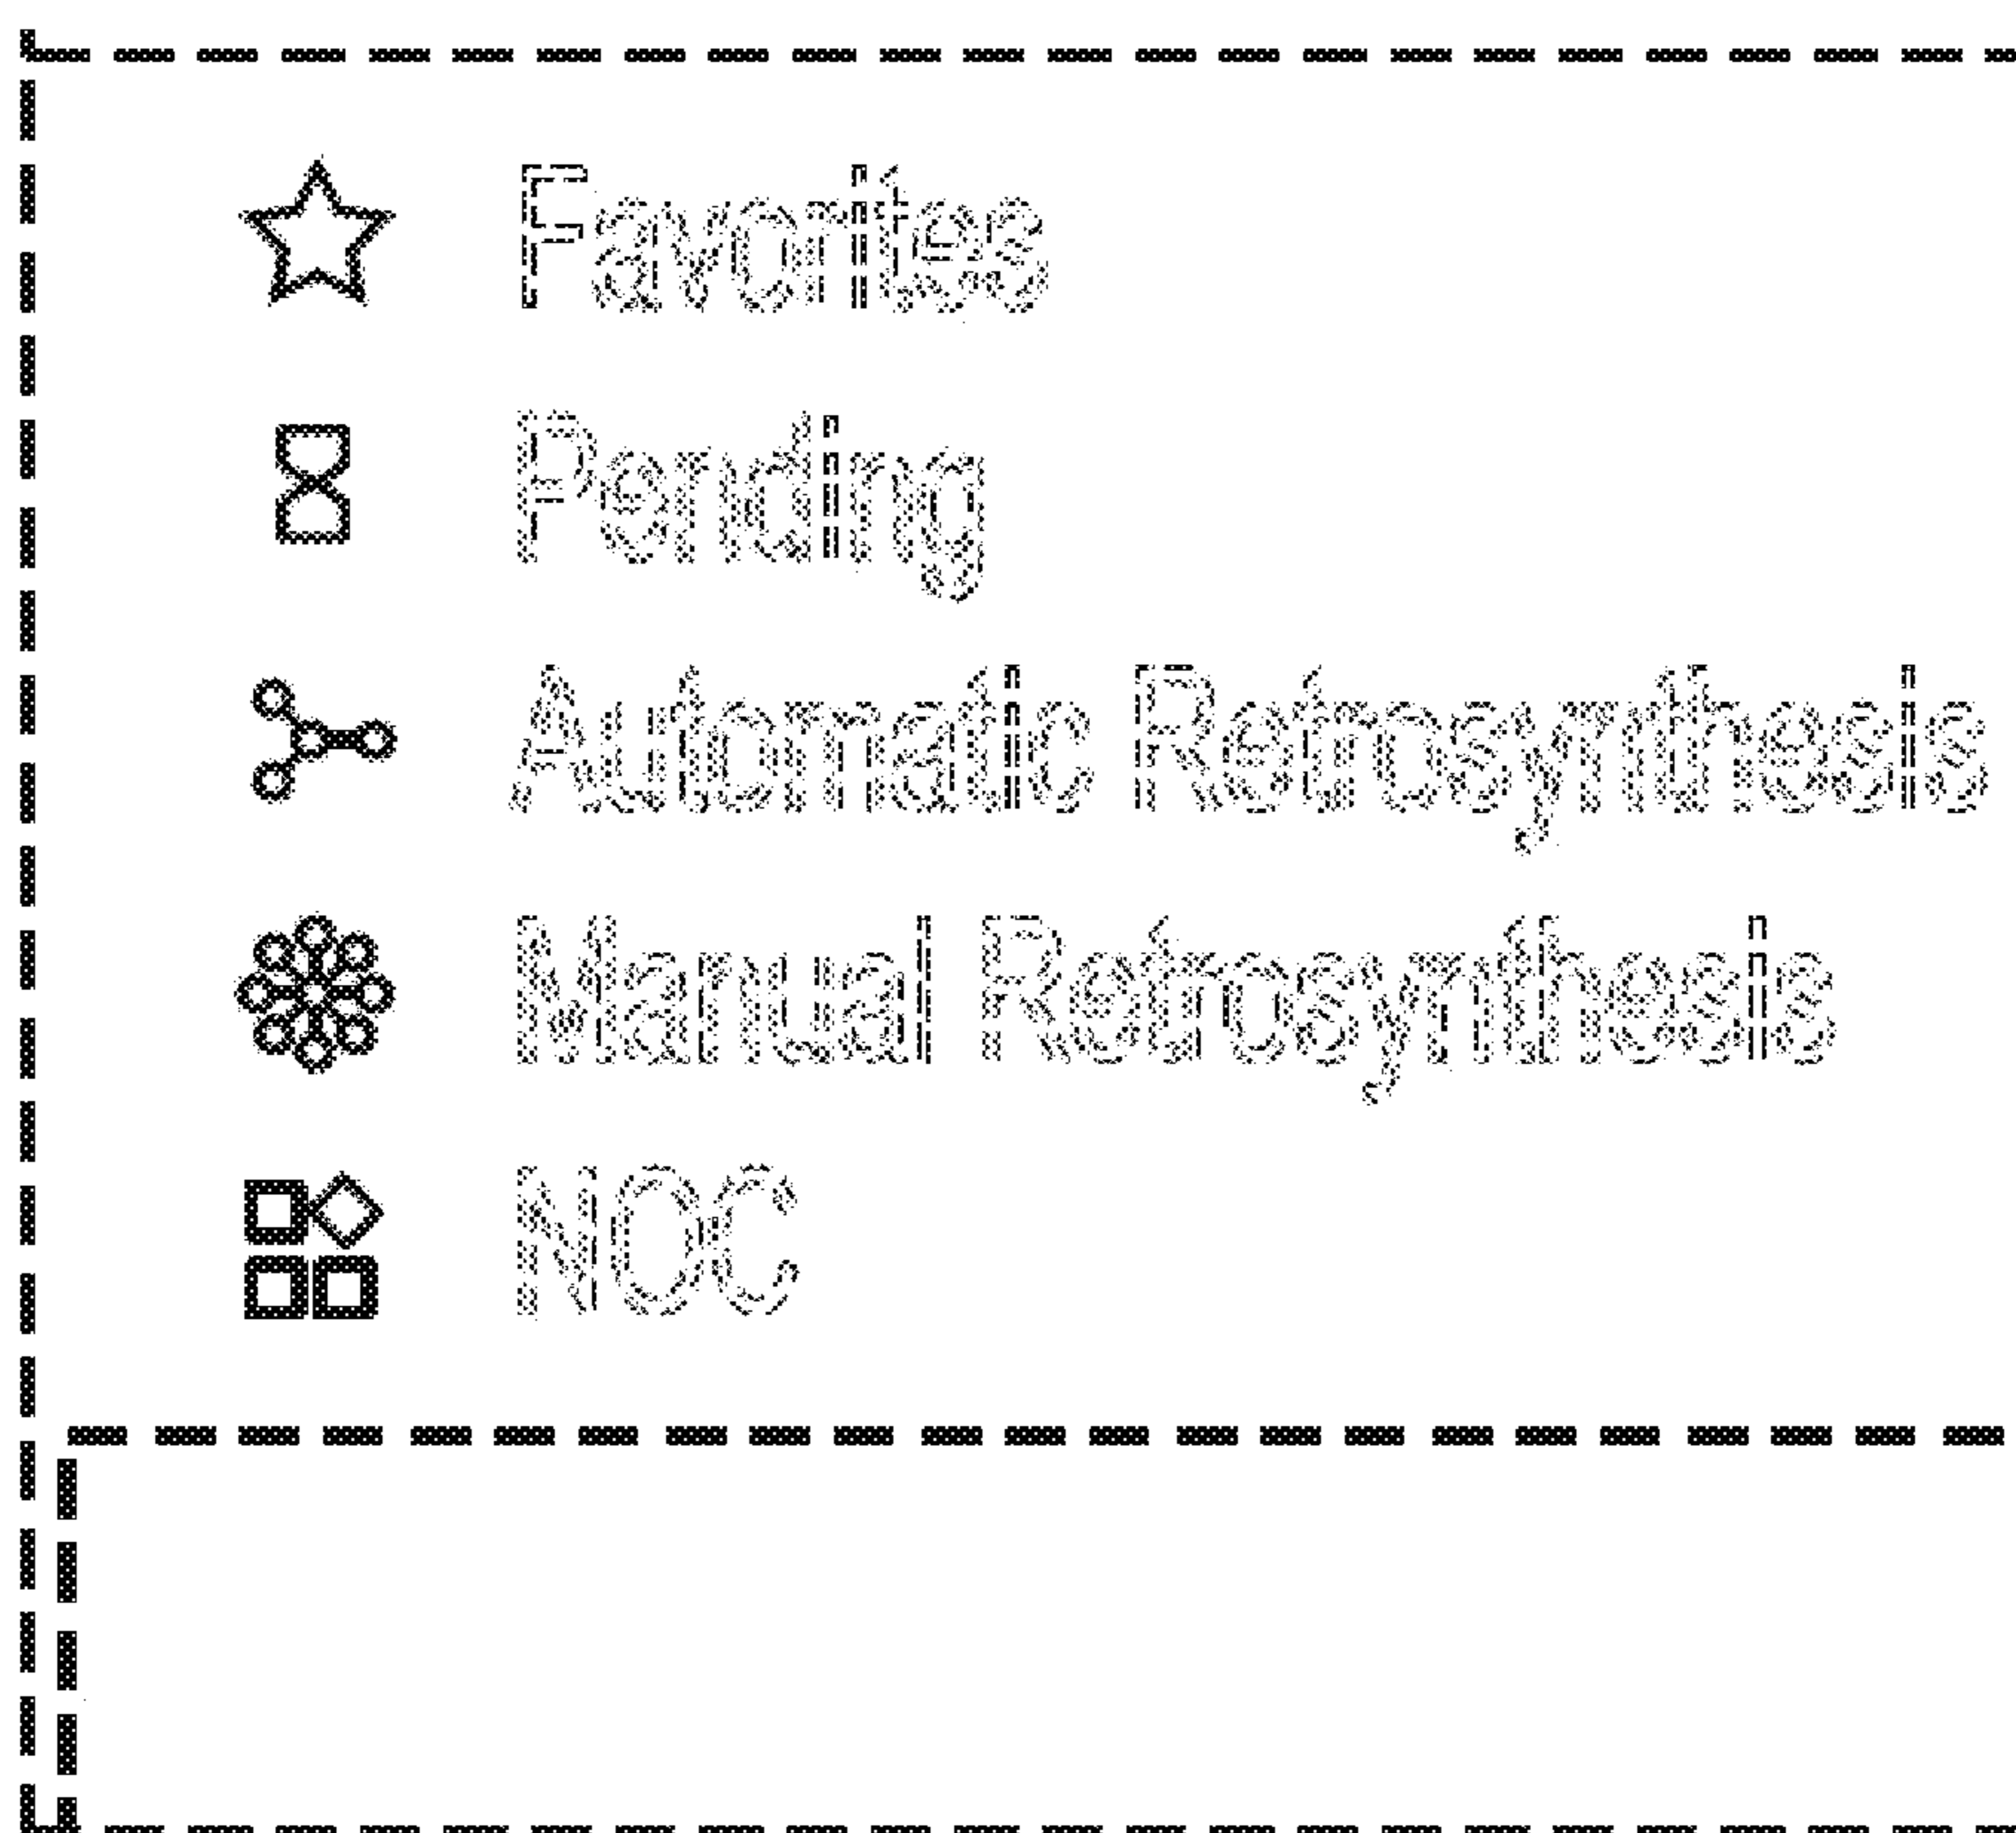 Favorites
Pending
Automatic Retrosynthesis
Manual Retrosynthesis
NOC